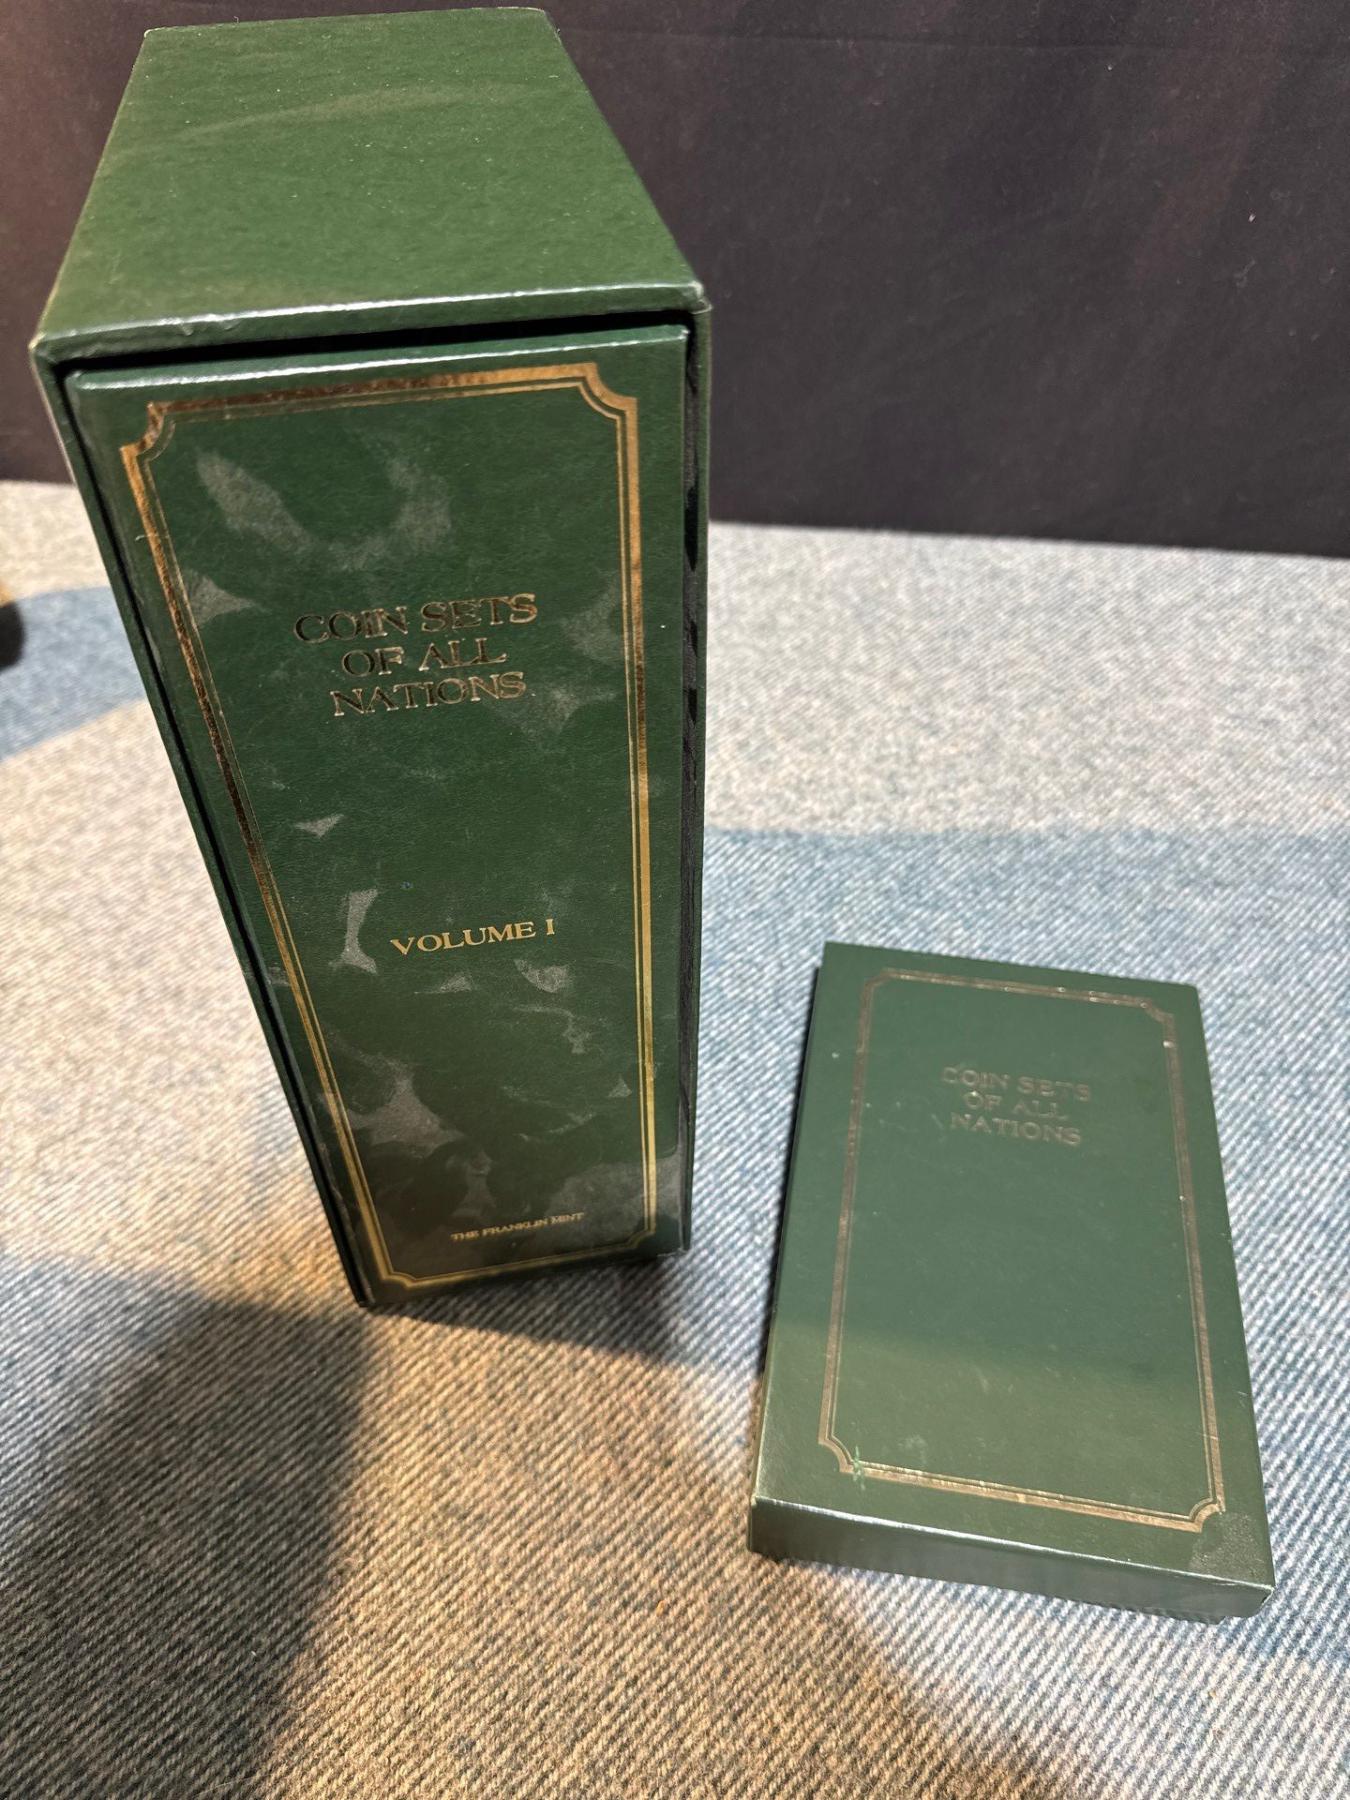 COIN SETS
OF ALL
NATIONS
VOLUME I
THE FRANKLIN MINT
COIN SETS
OF ALL
NATIONS